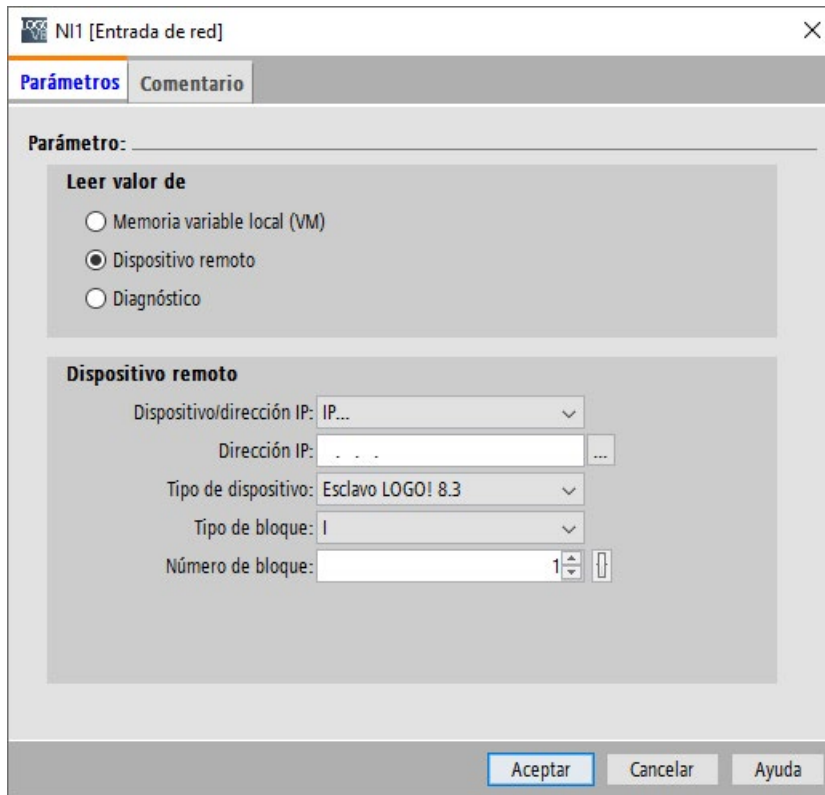 NI1 [Entrada de red]
Parámetros Comentario
Parámetro:
Leer valor de
Memoria variable local (VM)
Dispositivo remoto
Diagnóstico
Dispositivo remoto
Dispositivo/dirección IP: IP...
Dirección IP: . . . ...
Tipo de dispositivo: Esclavo LOGO! 8.3
Tipo de bloque: I
Número de bloque: 1
Aceptar Cancelar Ayuda